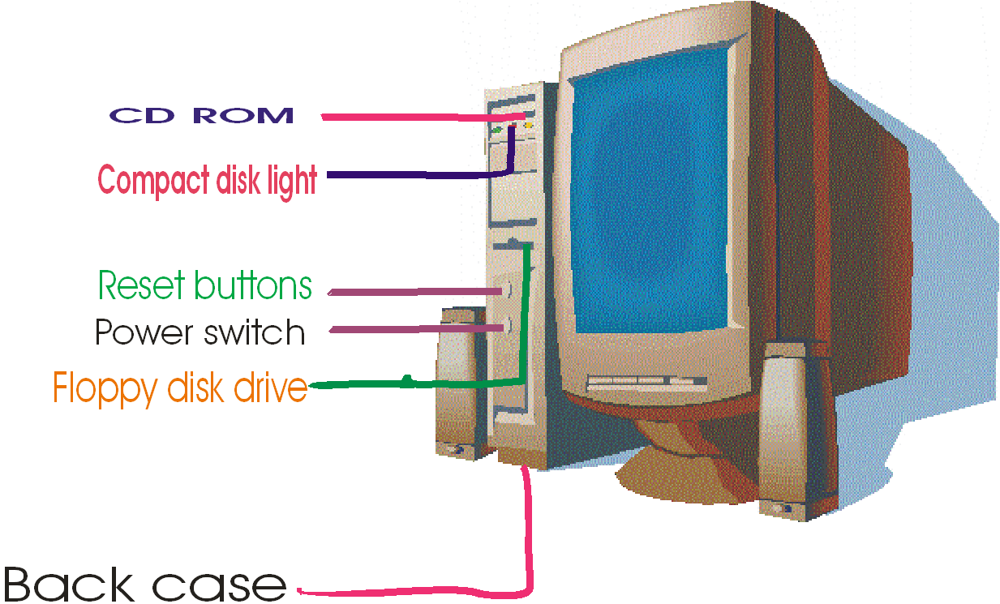 CD ROM
Compact disk light
Reset buttons
Power switch
Floppy disk drive
Back case